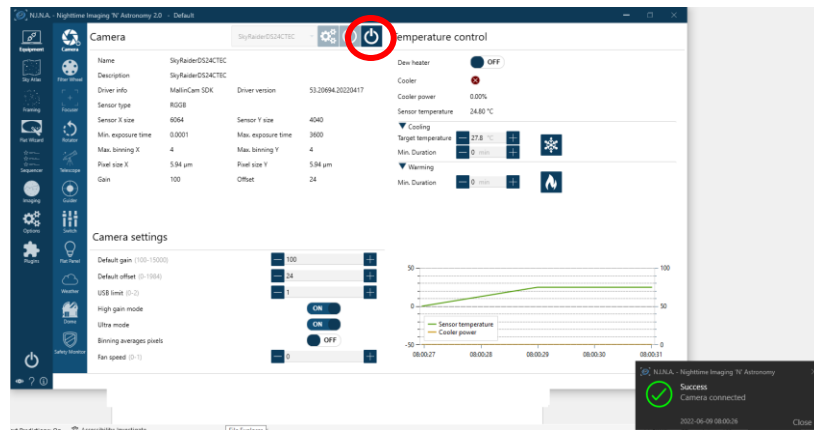 N.I.N.A. - Nighttime Imaging 'N' Astronomy 2.0 - Default
Equipment
Sky Atlas
Framing
Flat Wizard
Sequencer
Imaging
Options
Plugins
Camera
Filter Wheel
Focuser
Rotator
Telescope
Guider
Switch
Flat Panel
Weather
Dome
Safety Monitor
Camera
SkyRaiderDS24CTEC
Name SkyRaiderDS24CTEC
Description SkyRaiderDS24CTEC
Driver info MallinCam SDK Driver version 53.20694.20220417
Sensor type RGGB
Sensor X size 6064 Sensor Y size 4040
Min. exposure time 0.0001 Max. exposure time 3600
Max. binning X 4 Max. binning Y 4
Pixel size X 5.94 µm Pixel size Y 5.94 µm
Gain 100 Offset 24
Camera settings
Default gain (100-15000) 100
Default offset (0-1984) 24
USB limit (0-2) 1
High gain mode ON
Ultra mode ON
Binning averages pixels OFF
Fan speed (0-1) 0
Temperature control
Dew heater OFF
Cooler
Cooler power 0.00%
Sensor temperature 24.80 °C
Cooling
Target temperature 27.8 °C
Min. Duration 0 min
Warming
Min. Duration 0 min
50 100
0 50
-50 0
Sensor temperature
Cooler power
08:00:27 08:00:28 08:00:29 08:00:30 08:00:31
N.I.N.A. - Nighttime Imaging 'N' Astronomy
Success
Camera connected
2022-06-09 08:00:28 Close